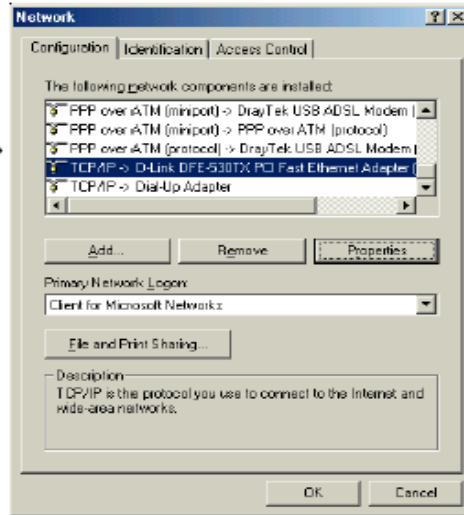 Network
Configuration Identification Access Control
The following network components are installed:
PPP over ATM (miniport) -> DrayTek USB ADSL Modem (
PPP over ATM (miniport) -> PPP over ATM (protocol)
PPP over ATM (protocol) -> DrayTek USB ADSL Modem (
TCP/IP -> D-Link DFE-530TX PCI Fast Ethernet Adapter (
TCP/IP -> Dial-Up Adapter
Add... Remove Properties
Primary Network Logon:
Client for Microsoft Networks
File and Print Sharing...
Description
TCP/IP is the protocol you use to connect to the Internet and
wide-area networks.
OK Cancel